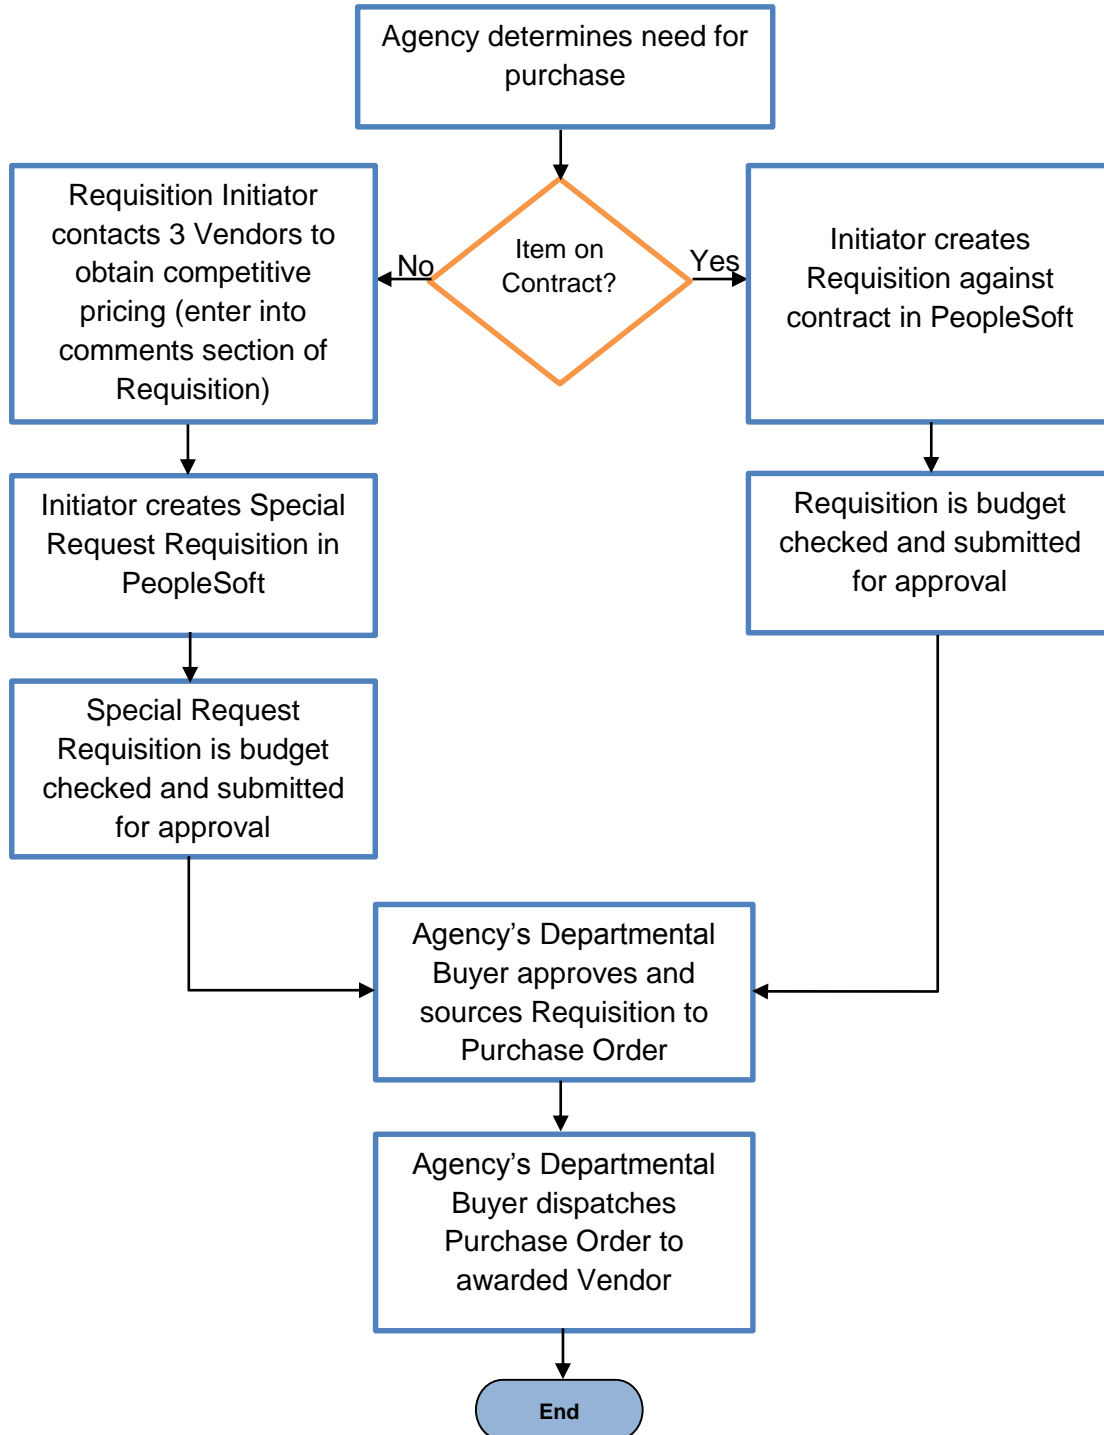 Agency determines need for
purchase
Requisition Initiator
contacts 3 Vendors to
obtain competitive
pricing (enter into
comments section of
Requisition)
No
Item on
Contract?
Yes
Initiator creates
Requisition against
contract in PeopleSoft
Initiator creates Special
Request Requisition in
PeopleSoft
Requisition is budget
checked and submitted
for approval
Special Request
Requisition is budget
checked and submitted
for approval
Agency’s Departmental
Buyer approves and
sources Requisition to
Purchase Order
Agency’s Departmental
Buyer dispatches
Purchase Order to
awarded Vendor
End